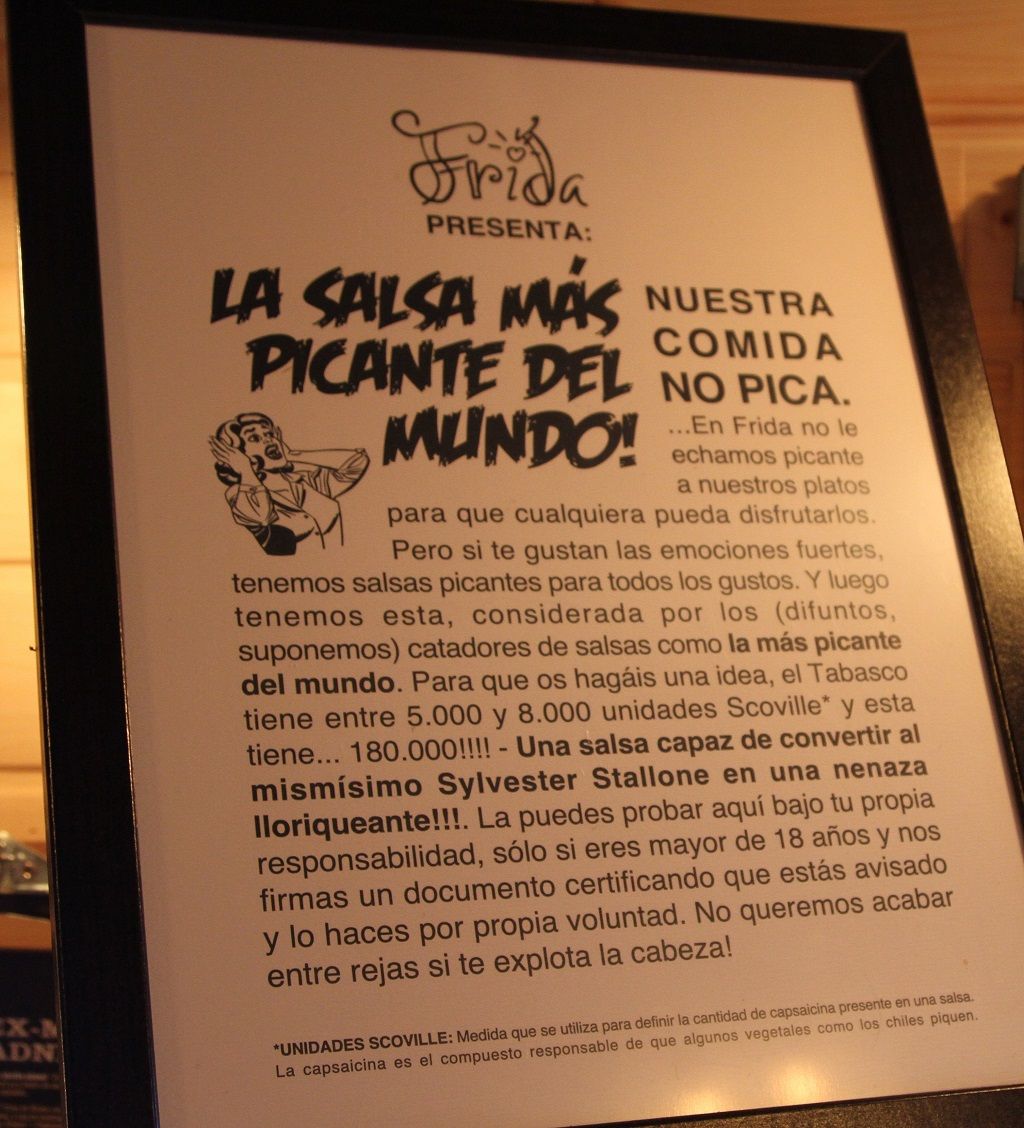 Frida
PRESENTA:
LA SALSA MÁS
PICANTE DEL
MUNDO!
NUESTRA
COMIDA
NO PICA.
...En Frida no le
echamos picante
a nuestros platos
para que cualquiera pueda disfrutarlos.
Pero si te gustan las emociones fuertes,
tenemos salsas picantes para todos los gustos. Y luego
tenemos esta, considerada por los (difuntos,
suponemos) catadores de salsas como la más picante
del mundo. Para que os hagáis una idea, el Tabasco
tiene entre 5.000 y 8.000 unidades Scoville* y esta
tiene... 180.000!!!! - Una salsa capaz de convertir al
mismísimo Sylvester Stallone en una nenaza
lloriqueante!!!. La puedes probar aquí bajo tu propia
responsabilidad, sólo si eres mayor de 18 años y nos
firmas un documento certificando que estás avisado
y lo haces por propia voluntad. No queremos acabar
entre rejas si te explota la cabeza!
*UNIDADES SCOVILLE: Medida que se utiliza para definir la cantidad de capsaicina presente en una salsa.
La capsaicina es el compuesto responsable de que algunos vegetales como los chiles piquen.